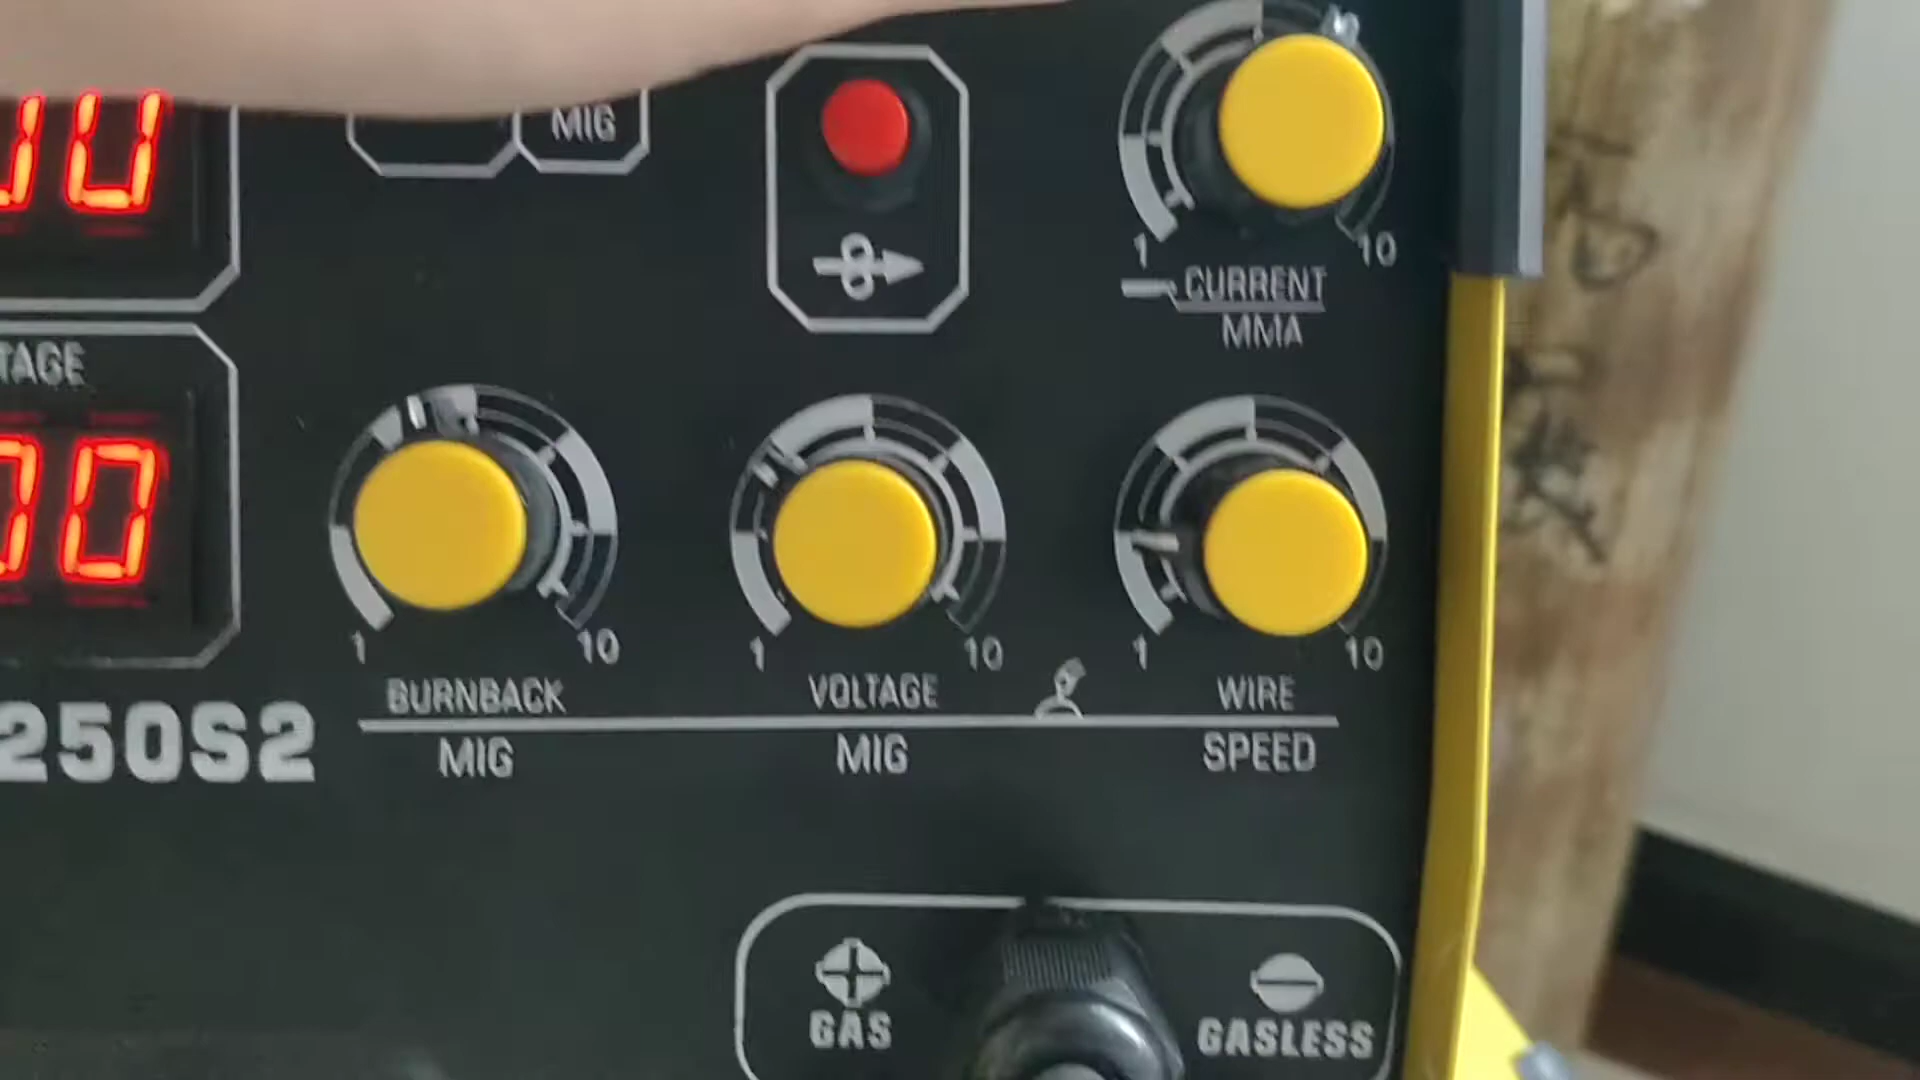 MIG
1 10
CURRENT
MMA
TAGE
00
1 10
BURNBACK
MIG
1 10
VOLTAGE
MIG
1 10
WIRE
SPEED
250S2
GAS
GASLESS